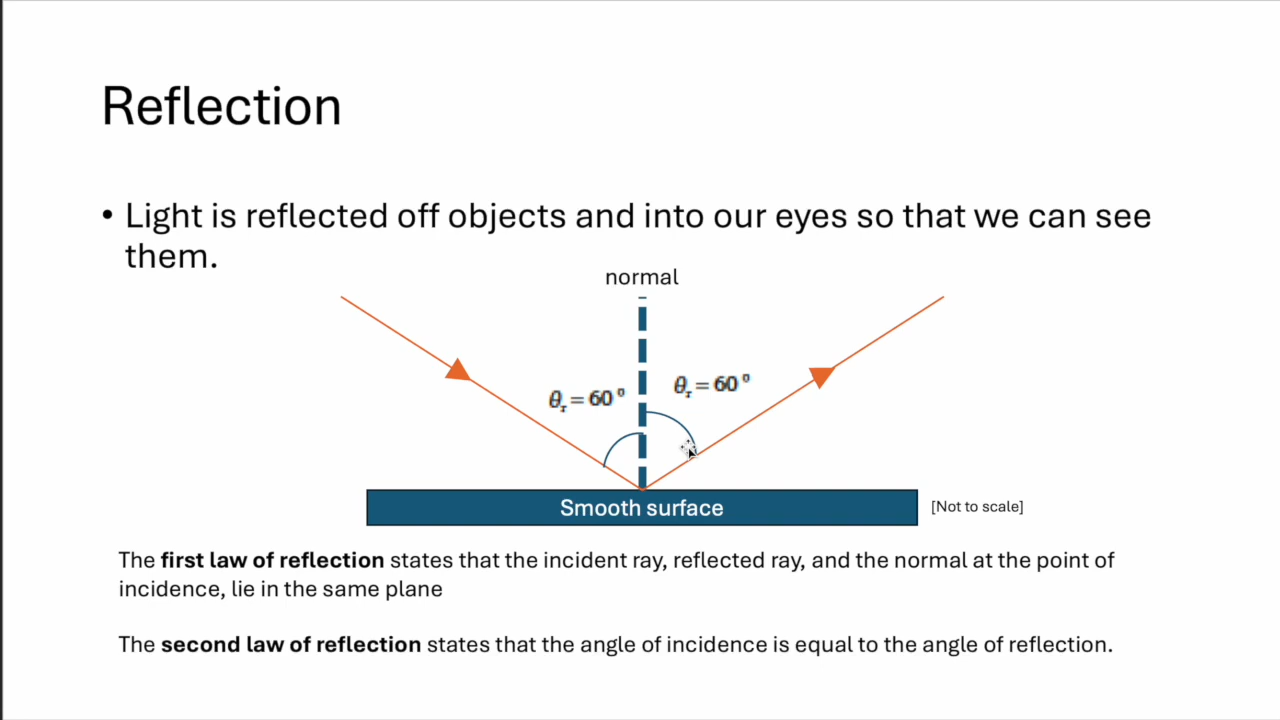 Reflection
• Light is reflected off objects and into our eyes so that we can see
them.
normal
θᵣ = 60 º
θᵣ = 60 º
Smooth surface
[Not to scale]
The first law of reflection states that the incident ray, reflected ray, and the normal at the point of
incidence, lie in the same plane
The second law of reflection states that the angle of incidence is equal to the angle of reflection.